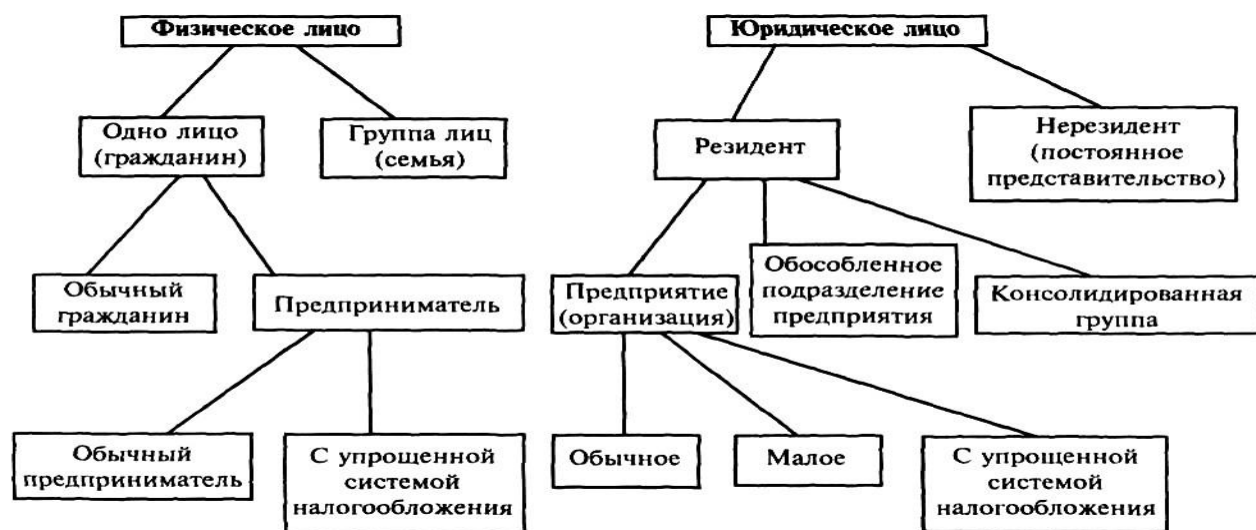 Физическое лицо
Юридическое лицо
Одно лицо
(гражданин)
Группа лиц
(семья)
Резидент
Нерезидент
(постоянное
представительство)
Обычный
гражданин
Предприниматель
Предприятие
(организация)
Обособленное
подразделение
предприятия
Консолидированная
группа
Обычный
предприниматель
С упрощенной
системой
налогообложения
Обычное
Малое
С упрощенной
системой
налогообложения